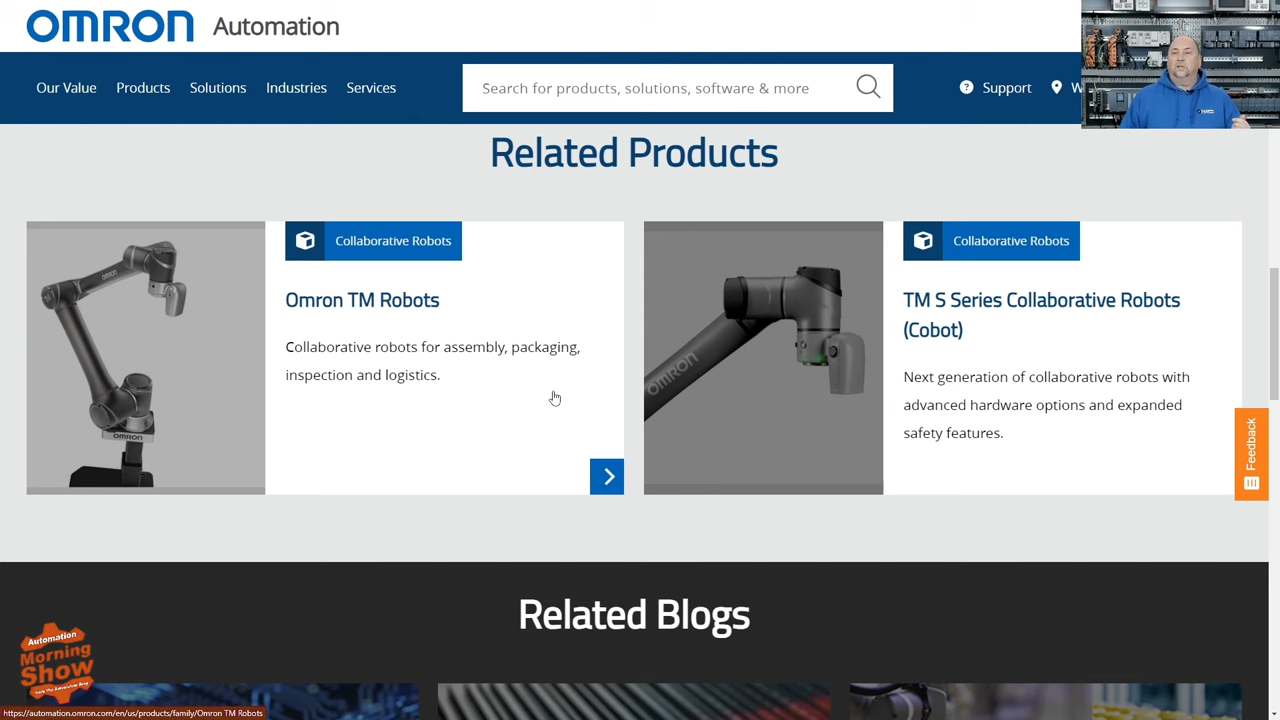 OMRON Automation
Our Value Products Solutions Industries Services
Search for products, solutions, software & more
Support W
Related Products
Collaborative Robots
Omron TM Robots
Collaborative robots for assembly, packaging,
inspection and logistics.
OMRON
OMRON
Collaborative Robots
TM S Series Collaborative Robots
(Cobot)
Next generation of collaborative robots with
advanced hardware options and expanded
safety features.
OMRON
Feedback
Related Blogs
Automation
Morning
Show
https://automation.omron.com/en/us/products/family/Omron TM Robots